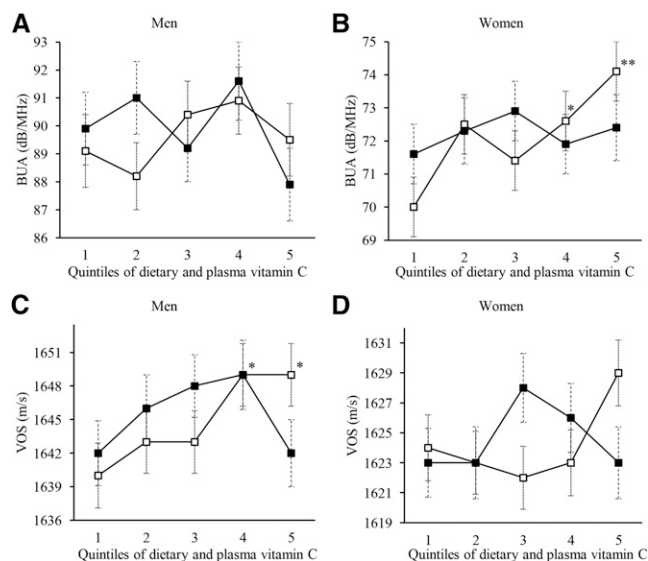 A
Men
BUA (dB/MHz)
93
92
91
90
89
88
87
86
1 2 3 4 5
Quintiles of dietary and plasma vitamin C
B
Women
BUA (dB/MHz)
75
74
73
72
71
70
69
*
**
1 2 3 4 5
Quintiles of dietary and plasma vitamin C
C
Men
VOS (m/s)
1651
1648
1645
1642
1639
1636
*
*
1 2 3 4 5
Quintiles of dietary and plasma vitamin C
D
Women
VOS (m/s)
1631
1629
1627
1625
1623
1621
1619
1 2 3 4 5
Quintiles of dietary and plasma vitamin C